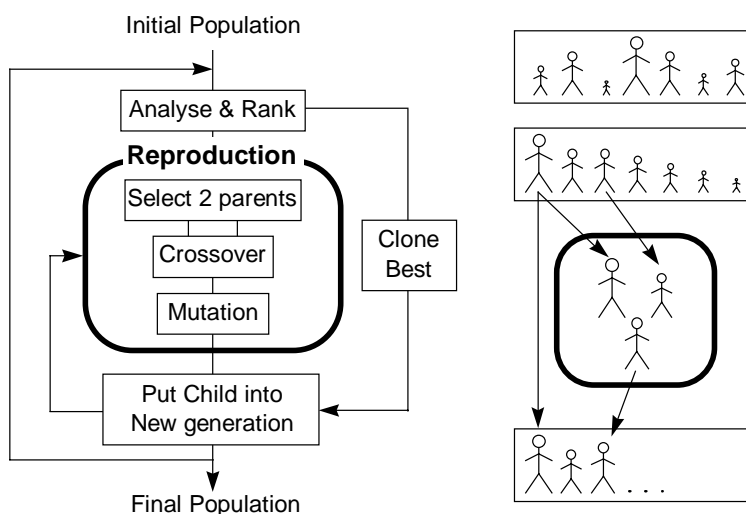 Initial Population
Analyse & Rank
Reproduction
Select 2 parents
Crossover
Mutation
Clone
Best
Put Child into
New generation
Final Population
. . .